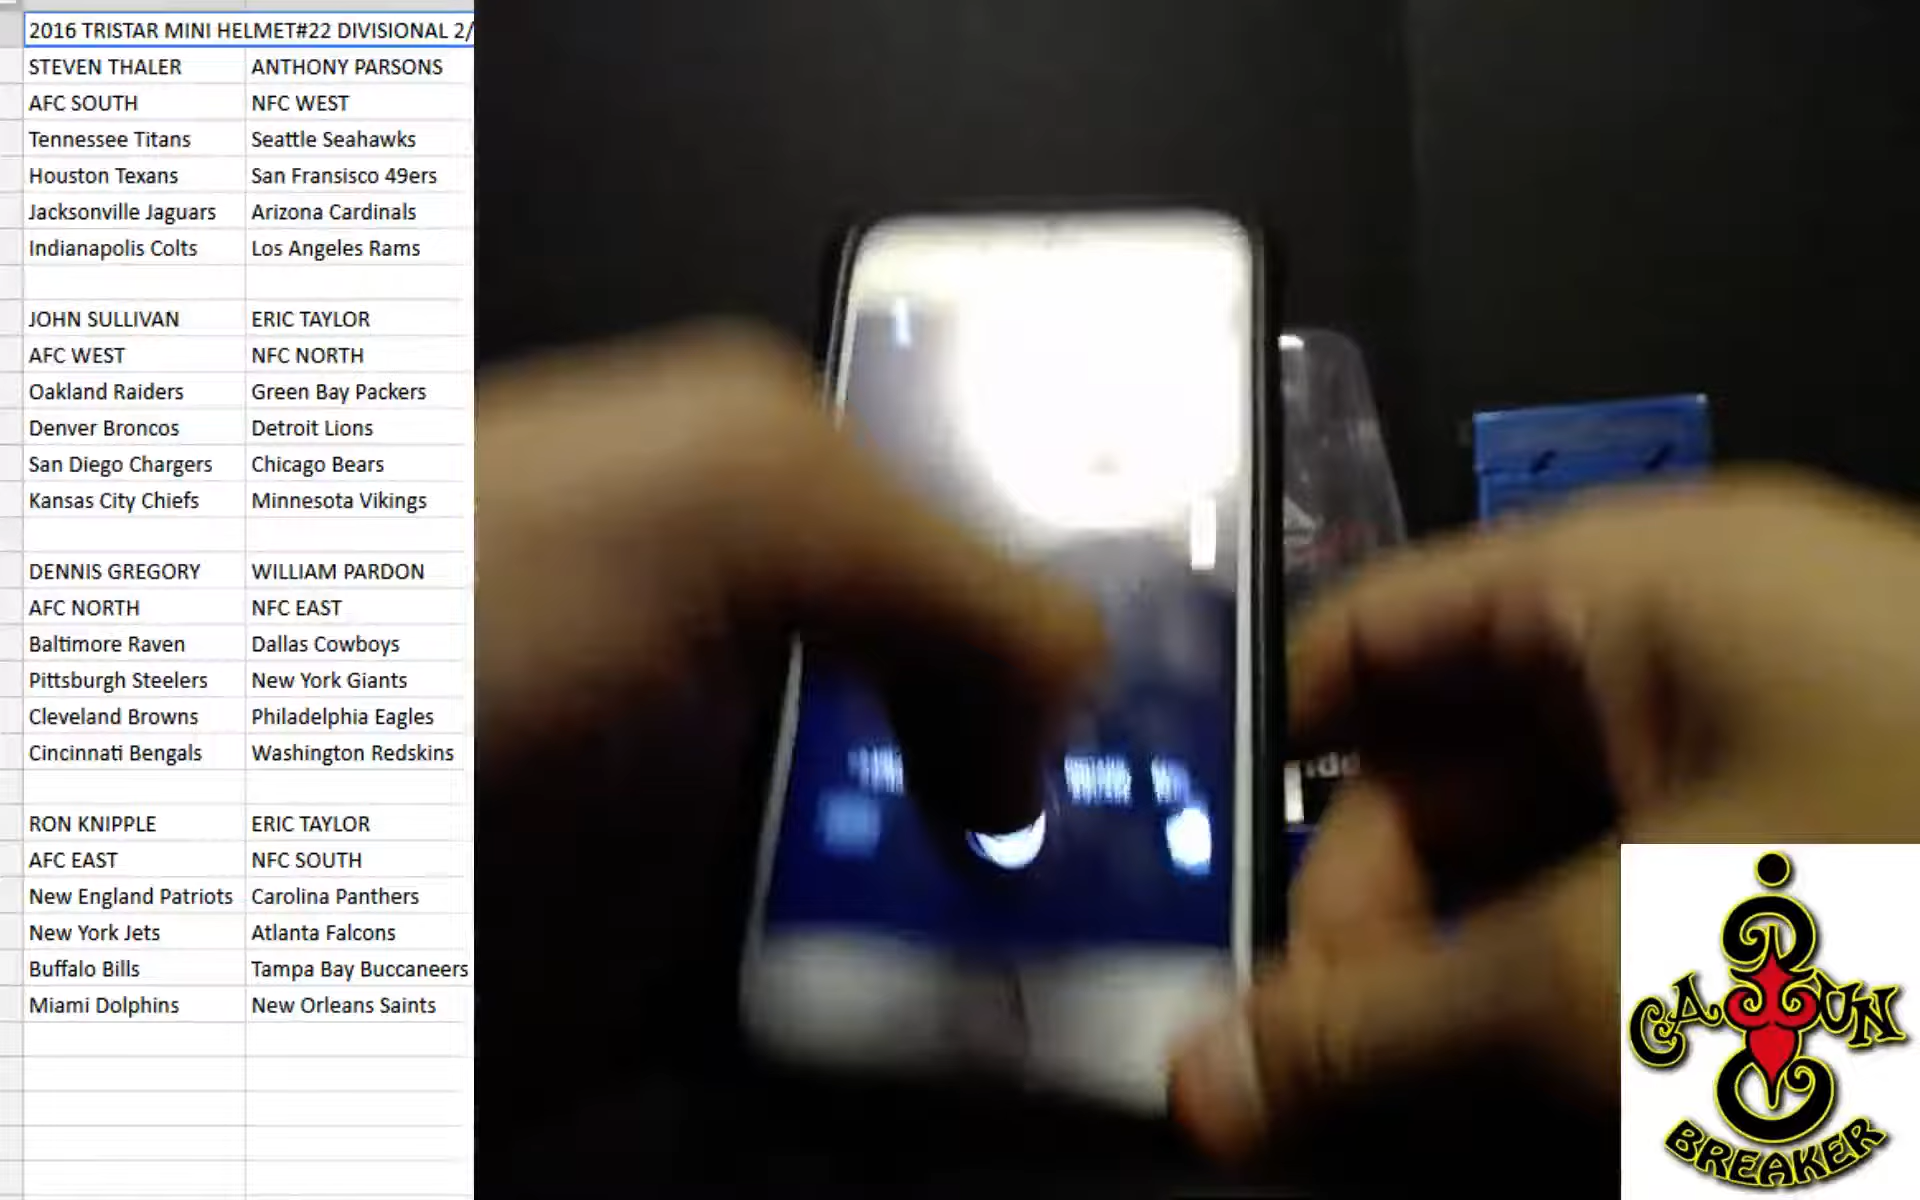 2016 TRISTAR MINI HELMET#22 DIVISIONAL 2/
STEVEN THALER ANTHONY PARSONS
AFC SOUTH NFC WEST
Tennessee Titans Seattle Seahawks
Houston Texans San Fransisco 49ers
Jacksonville Jaguars Arizona Cardinals
Indianapolis Colts Los Angeles Rams
JOHN SULLIVAN ERIC TAYLOR
AFC WEST NFC NORTH
Oakland Raiders Green Bay Packers
Denver Broncos Detroit Lions
San Diego Chargers Chicago Bears
Kansas City Chiefs Minnesota Vikings
DENNIS GREGORY WILLIAM PARDON
AFC NORTH NFC EAST
Baltimore Raven Dallas Cowboys
Pittsburgh Steelers New York Giants
Cleveland Browns Philadelphia Eagles
Cincinnati Bengals Washington Redskins
RON KNIPPLE ERIC TAYLOR
AFC EAST NFC SOUTH
New England Patriots Carolina Panthers
New York Jets Atlanta Falcons
Buffalo Bills Tampa Bay Buccaneers
Miami Dolphins New Orleans Saints
CAJUN
BREAKER